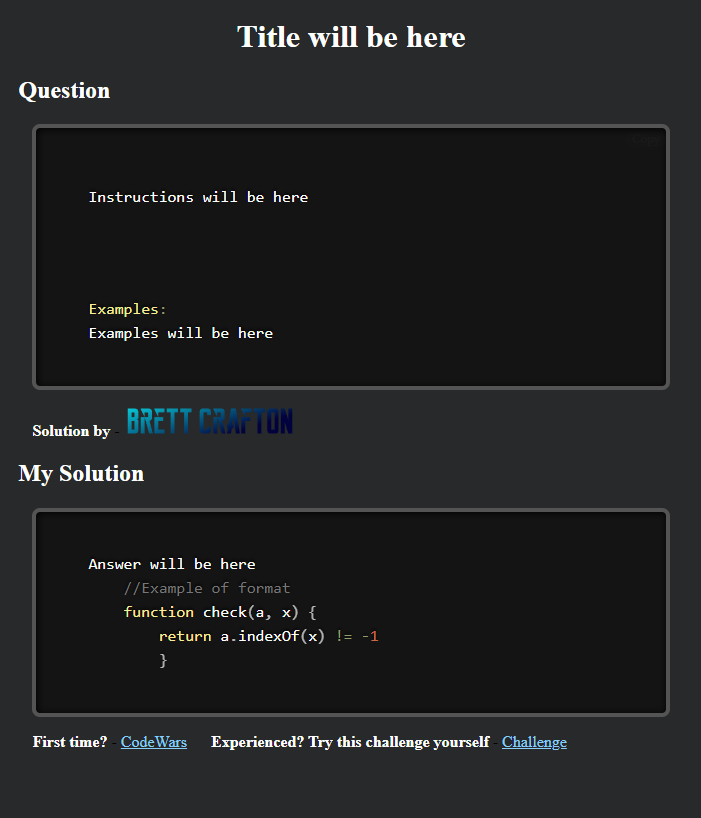 Title will be here
Question
Instructions will be here
Examples:
Examples will be here
Solution by - BRETT CRAFTON
My Solution
Answer will be here
//Example of format
function check(a, x) {
return a.indexOf(x) != -1
}
First time? - CodeWars Experienced? Try this challenge yourself - Challenge